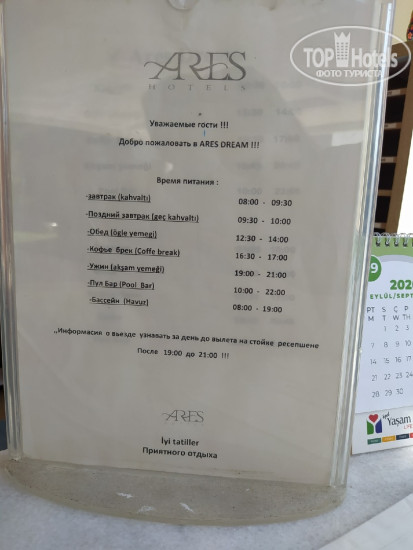 TOP Hotels
ФОТО ТУРИСТА
ARES
HOTELS
Уважаемые гости !!!
Добро пожаловать в ARES DREAM !!!
Время питания :
-завтрак (kahvaltı) 08:00 - 09:30
-Поздний завтрак (geç kahvaltı) 09:30 - 10:00
-Обед (öğle yemeği) 12:30 - 14:00
-Кофье брек (Coffe break) 16:30 - 17:00
-Ужин (akşam yemeği) 19:00 - 21:00
-Пул Бар (Pool Bar) 10:00 - 22:00
-Бассейн (Havuz) 08:00 - 19:00
,,Информасия о выезде узнавать за день до вылета на стойке ресепшене
После 19:00 до 21:00 !!!
ARES
İyi tatiller
Приятного отдыха
9
EYLÜL/SEPT
PT S Ç P
M T W
1 2 3
7 8 9 10
14 15 16
21 22 23
28 29 30
Yaşam